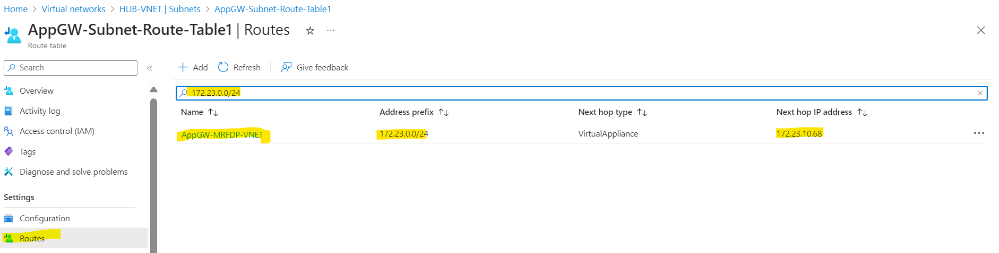 Home > Virtual networks > HUB-VNET | Subnets > AppGW-Subnet-Route-Table1
AppGW-Subnet-Route-Table1 | Routes
Route table
Search
Overview
Activity log
Access control (IAM)
Tags
Diagnose and solve problems
Settings
Configuration
Routes
Add Refresh Give feedback
172.23.0.0/24
Name Address prefix Next hop type Next hop IP address
AppGW-MRFDP-VNET 172.23.0.0/24 VirtualAppliance 172.23.10.68